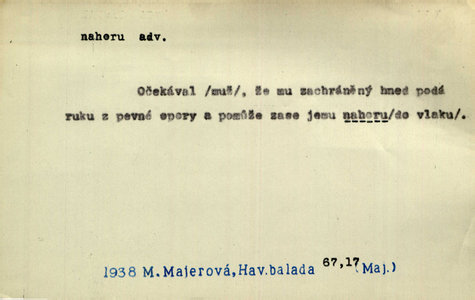 nahoru adv.
Očekával /muž/, že mu zachráněný hned podá
ruku z pevné opory a pomůže zase jemu nahoru/do vlaku/.
1938 M.Majerová,Hav.balada 67,17(Maj.)